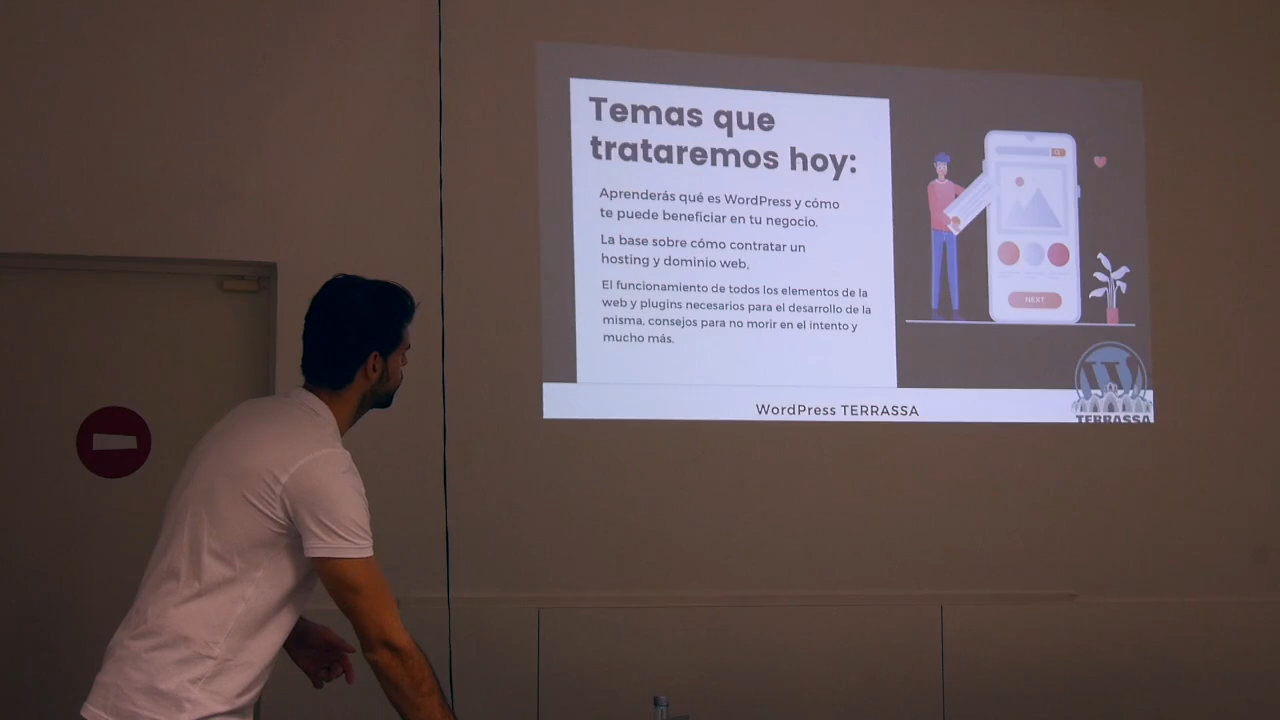 Temas que
trataremos hoy:
Aprenderás qué es WordPress y cómo
te puede beneficiar en tu negocio.
La base sobre cómo contratar un
hosting y dominio web,
El funcionamiento de todos los elementos de la
web y plugins necesarios para el desarrollo de la
misma, consejos para no morir en el intento y
mucho más.
NEXT
WordPress TERRASSA
W
TERRASSA